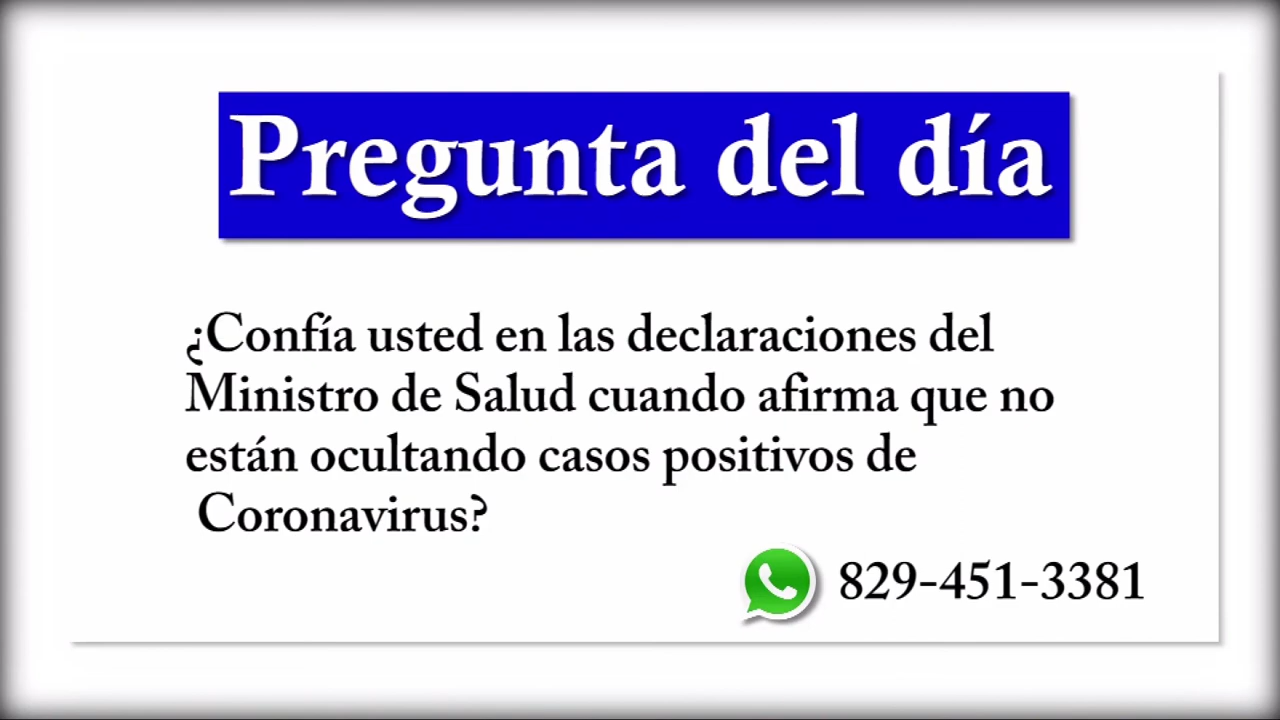 Pregunta del día
¿Confía usted en las declaraciones del
Ministro de Salud cuando afirma que no
están ocultando casos positivos de
Coronavirus?
829-451-3381